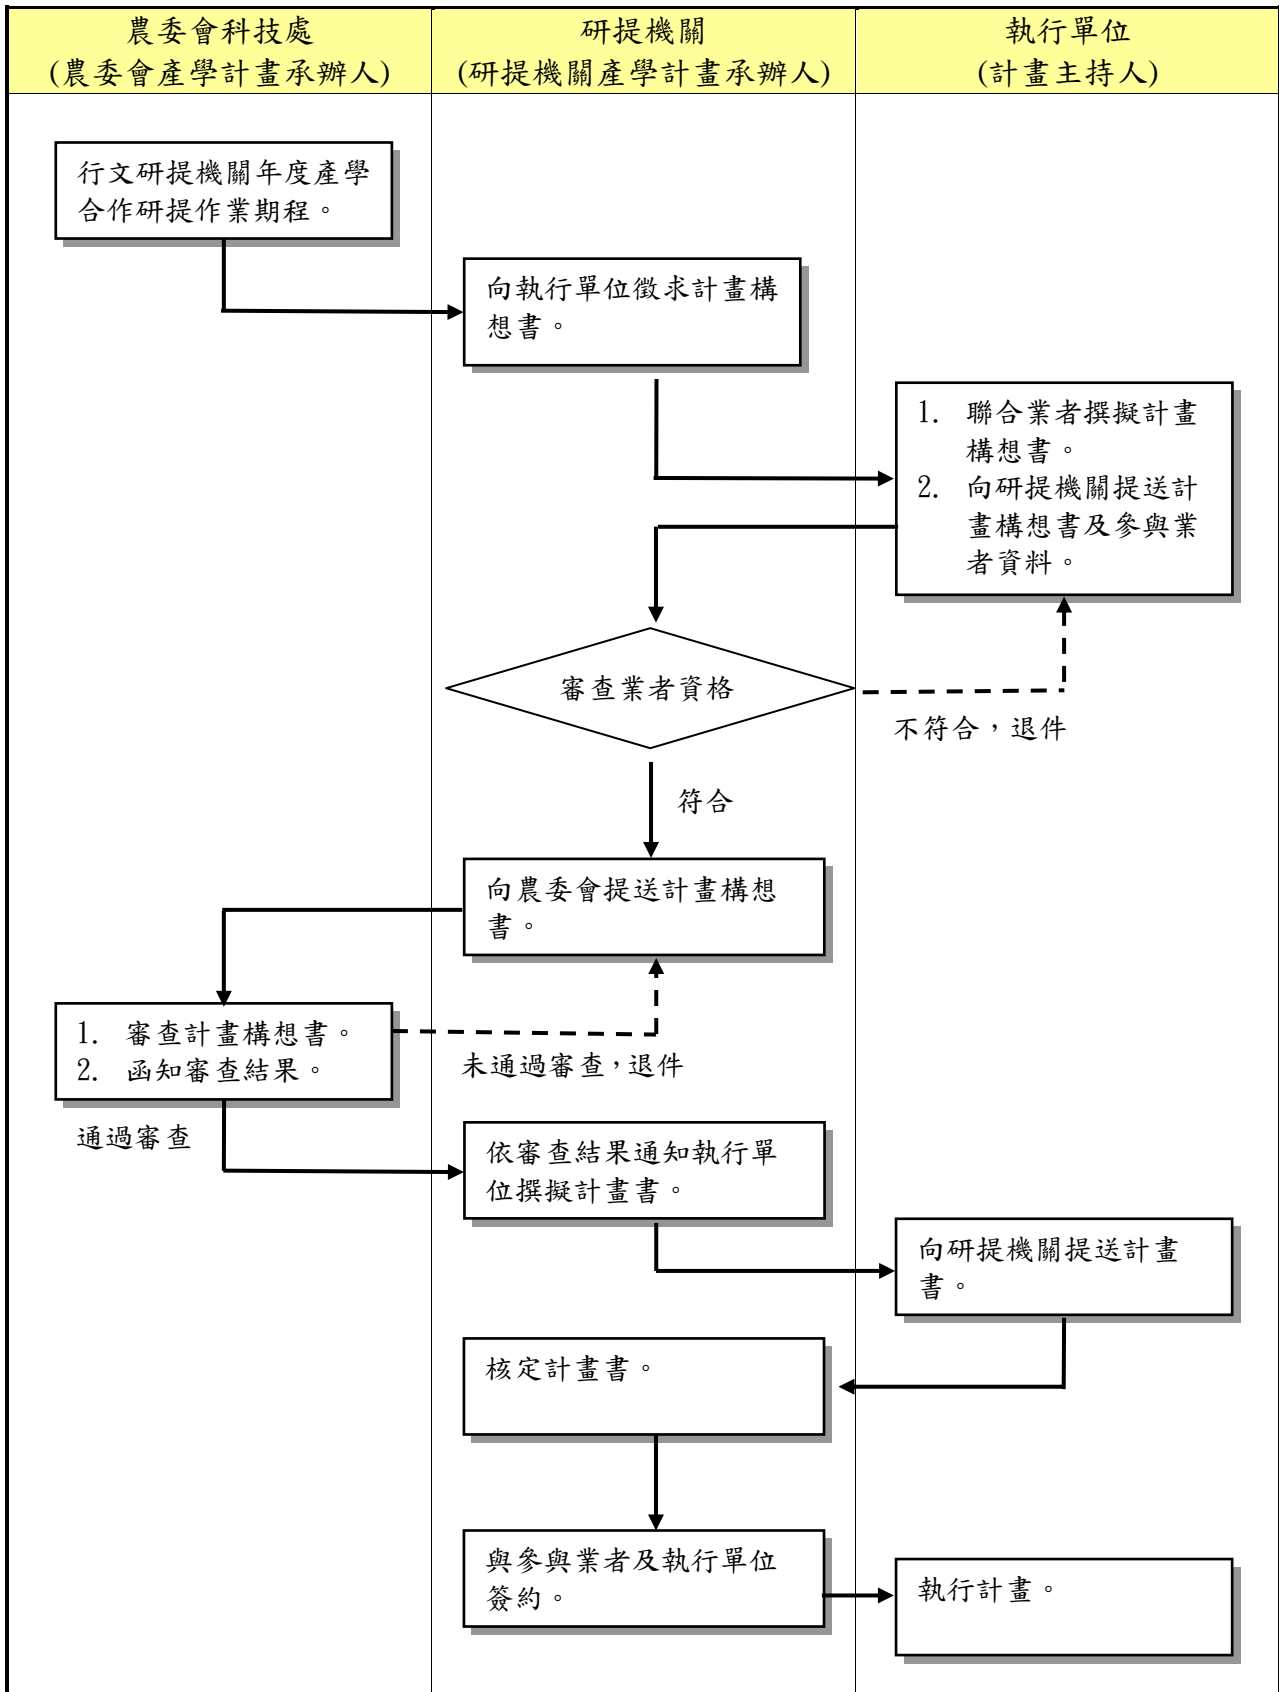 農委會科技處
(農委會產學計畫承辦人)
研提機關
(研提機關產學計畫承辦人)
執行單位
(計畫主持人)
行文研提機關年度產學
合作研提作業期程。
向執行單位徵求計畫構
想書。
1. 聯合業者撰擬計畫
構想書。
2. 向研提機關提送計
畫構想書及參與業
者資料。
審查業者資格
不符合，退件
符合
向農委會提送計畫構想
書。
1. 審查計畫構想書。
2. 函知審查結果。
未通過審查，退件
通過審查
依審查結果通知執行單
位撰擬計畫書。
向研提機關提送計畫
書。
核定計畫書。
與參與業者及執行單位
簽約。
執行計畫。